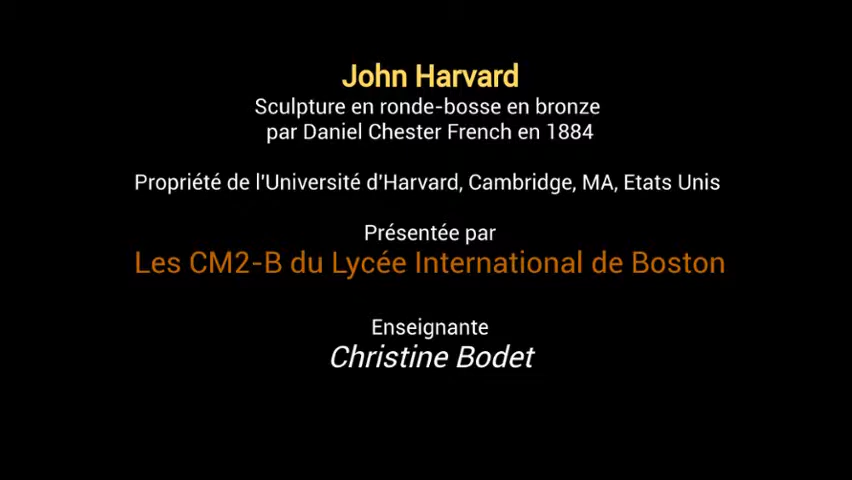 John Harvard
Sculpture en ronde-bosse en bronze
par Daniel Chester French en 1884
Propriété de l'Université d'Harvard, Cambridge, MA, Etats Unis
Présentée par
Les CM2-B du Lycée International de Boston
Enseignante
Christine Bodet